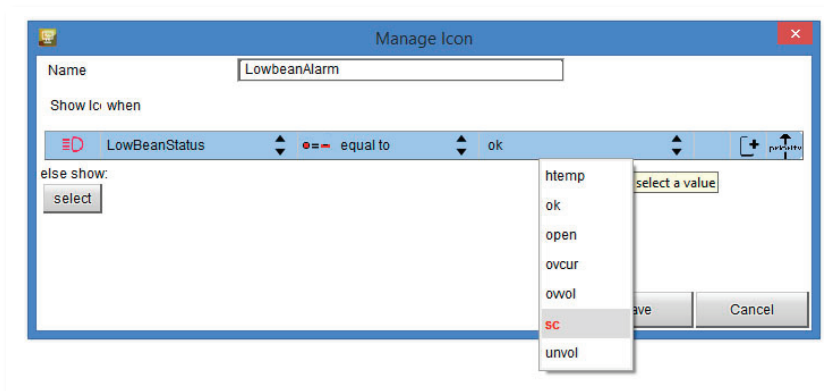 Manage Icon
Name LowbeanAlarm
Show Ic when
LowBeanStatus equal to ok priority
else show:
select
select a value
htemp
ok
open
ovcur
ovvol
sc
unvol
ave Cancel